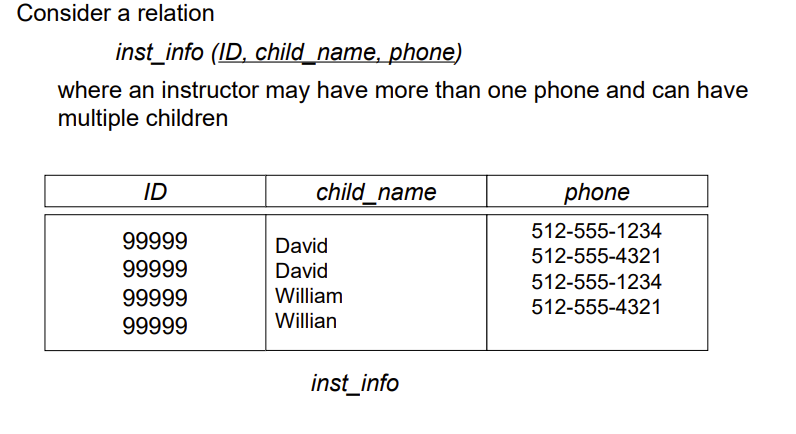 Consider a relation
inst_info (ID, child_name, phone)
where an instructor may have more than one phone and can have
multiple children
ID child_name phone
99999 David 512-555-1234
99999 David 512-555-4321
99999 William 512-555-1234
99999 Willian 512-555-4321
inst_info